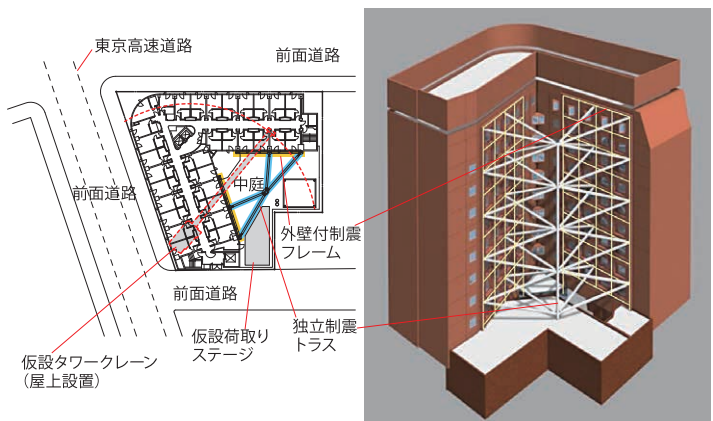 東京高速道路
前面道路
前面道路
中庭
外壁付制震
フレーム
前面道路
仮設荷取り
ステージ
独立制震
トラス
仮設タワークレーン
（屋上設置）